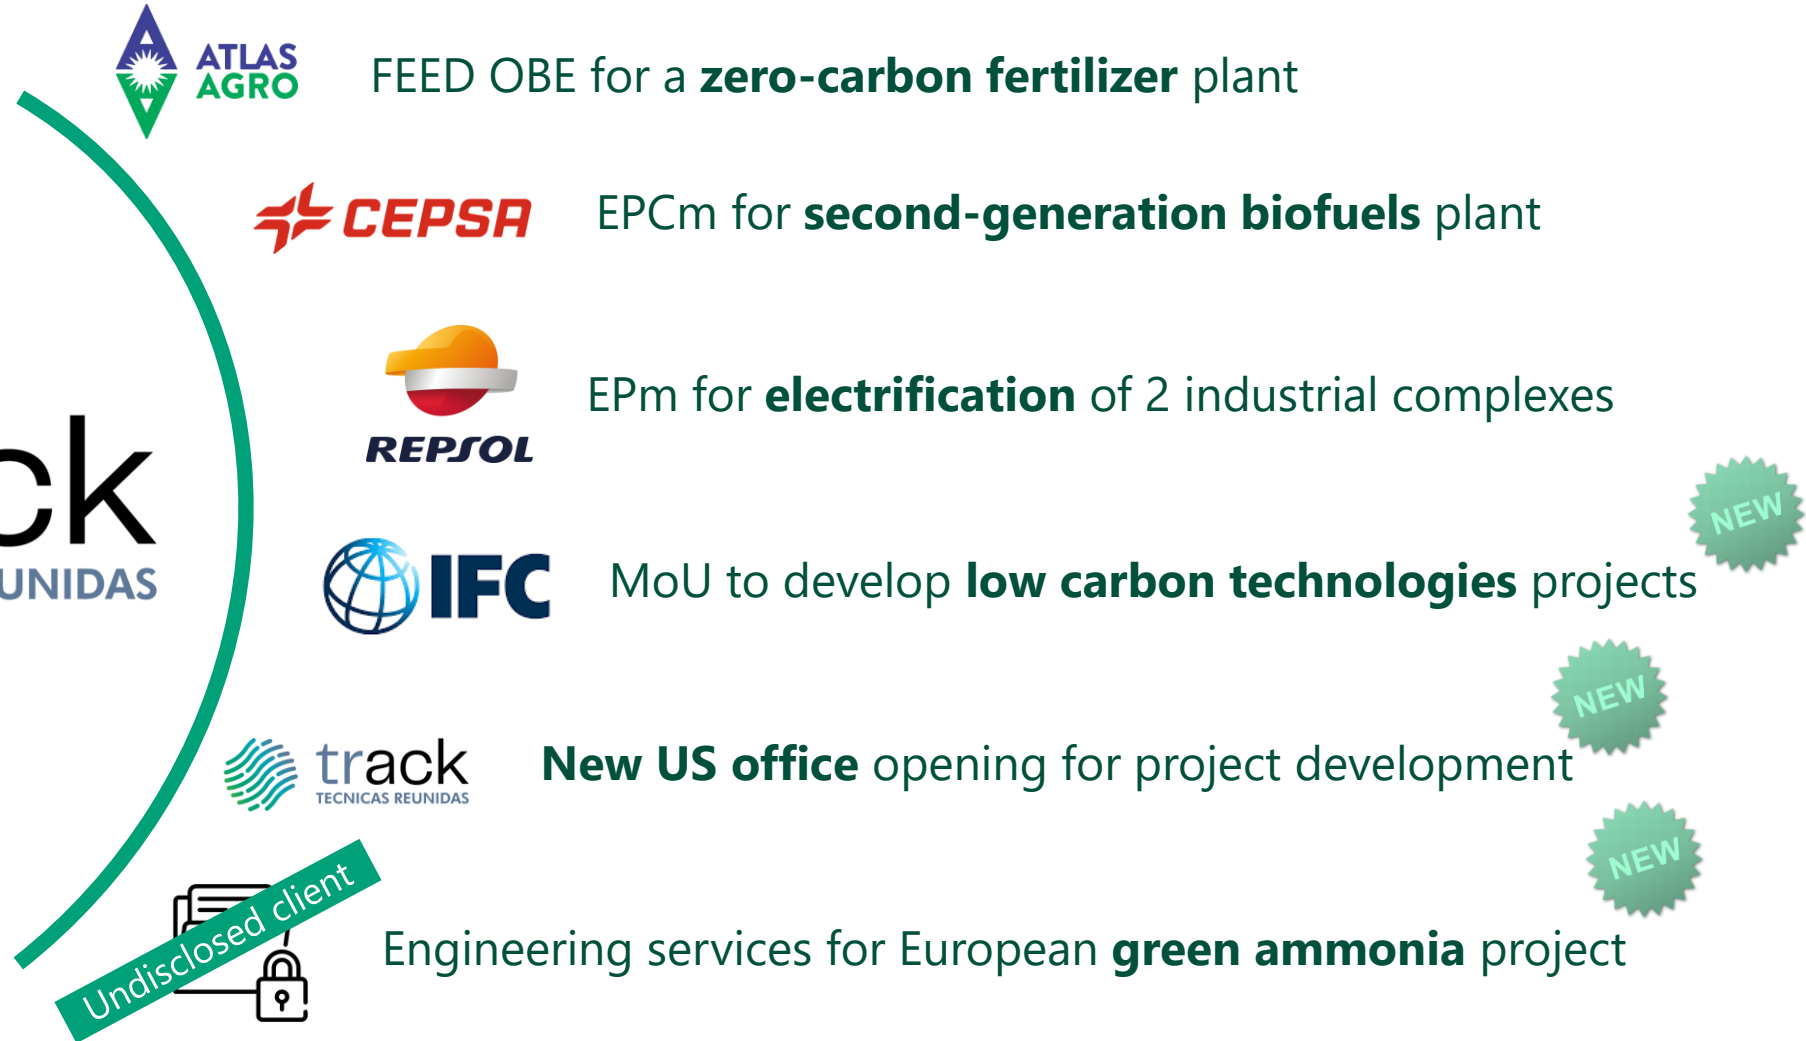 ATLAS
AGRO
FEED OBE for a zero-carbon fertilizer plant
CEPSA
EPCm for second-generation biofuels plant
REPSOL
EPm for electrification of 2 industrial complexes
ck
UNIDAS
NEW
IFC
MoU to develop low carbon technologies projects
NEW
track
TECNICAS REUNIDAS
New US office opening for project development
NEW
Undisclosed client
Engineering services for European green ammonia project